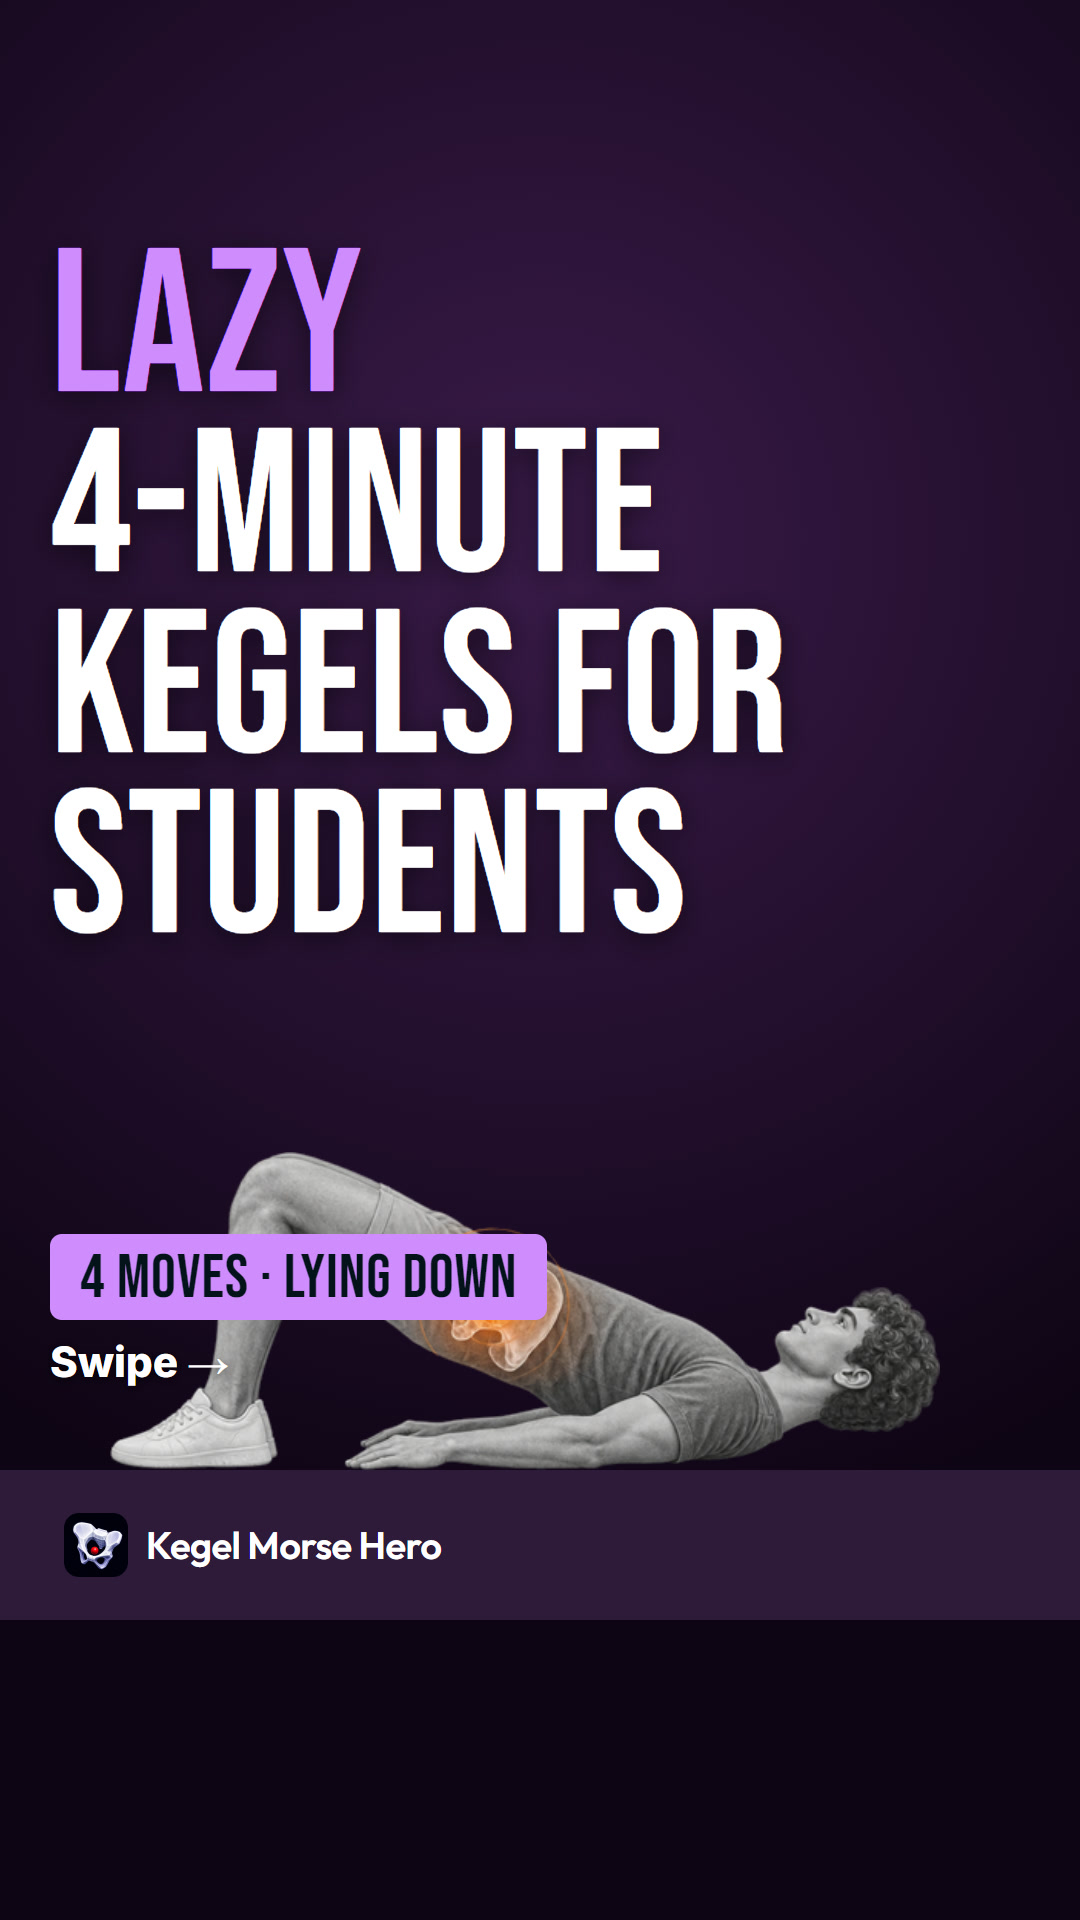 LAZY
4-MINUTE
KEGELS FOR
STUDENTS
4 MOVES · LYING DOWN
Swipe →
Kegel Morse Hero